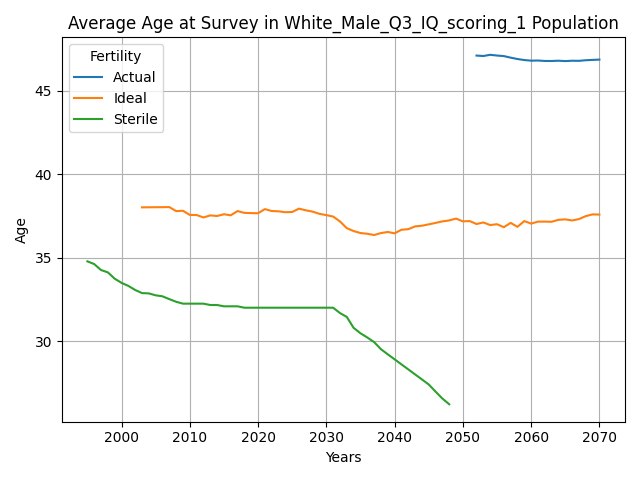 Average Age at Survey in White_Male_Q3_IQ_scoring_1 Population
Fertility
Actual
Ideal
Sterile
45
40
35
30
Age
2000 2010 2020 2030 2040 2050 2060 2070
Years